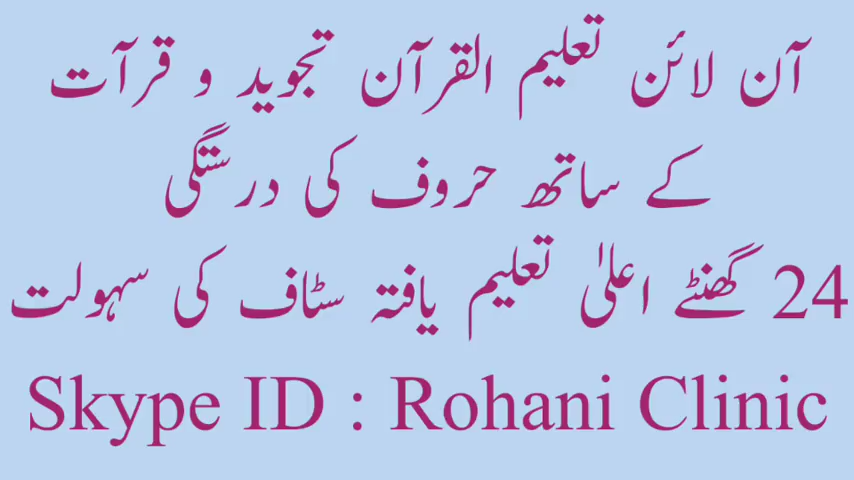 آن لائن تعلیم القرآن تجوید و قرآت
کے ساتھ حروف کی درستگی
24 گھنٹے اعلیٰ تعلیم یافتہ سٹاف کی سہولت
Skype ID : Rohani Clinic